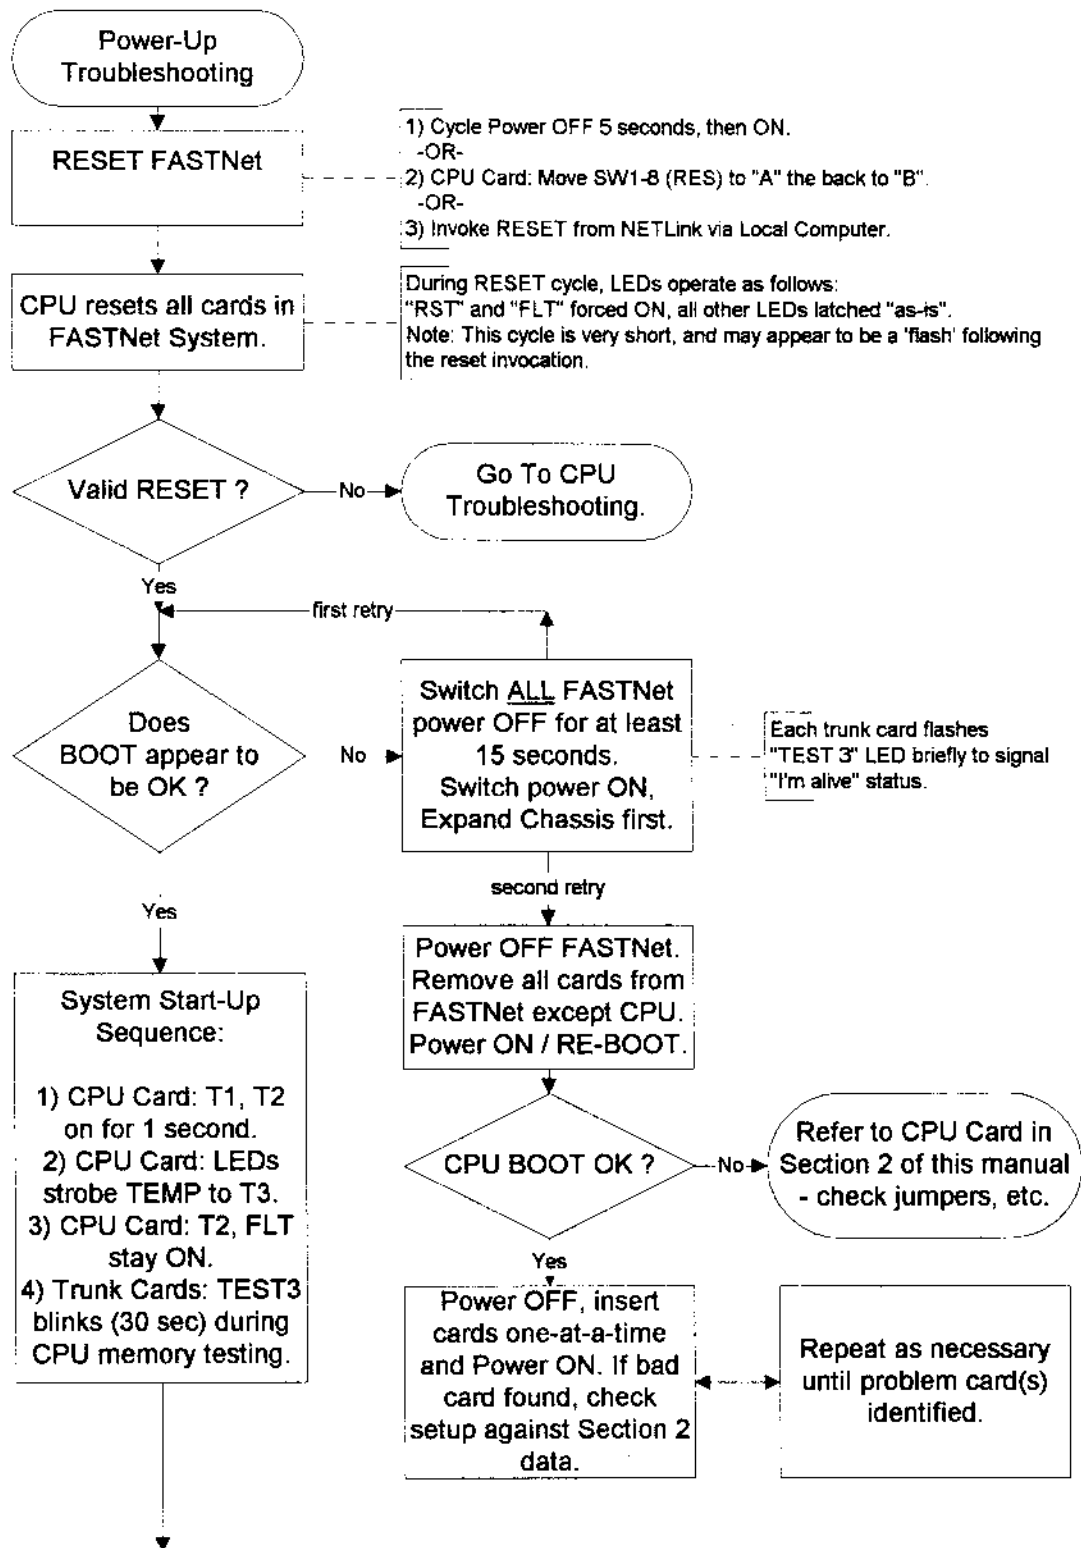 Power-Up
Troubleshooting
RESET FASTNet
1) Cycle Power OFF 5 seconds, then ON.
-OR-
2) CPU Card: Move SW1-8 (RES) to "A" the back to "B".
-OR-
3) Invoke RESET from NETLink via Local Computer.
CPU resets all cards in
FASTNet System.
During RESET cycle, LEDs operate as follows:
"RST" and "FLT" forced ON, all other LEDs latched "as-is".
Note: This cycle is very short, and may appear to be a 'flash' following
the reset invocation.
Valid RESET ?
No
Go To CPU
Troubleshooting.
Yes
first retry
Does
BOOT appear to
be OK ?
No
Switch ALL FASTNet
power OFF for at least
15 seconds.
Switch power ON,
Expand Chassis first.
Each trunk card flashes
"TEST 3" LED briefly to signal
"I'm alive" status.
second retry
Yes
Power OFF FASTNet.
Remove all cards from
FASTNet except CPU.
Power ON / RE-BOOT.
System Start-Up
Sequence:
1) CPU Card: T1, T2
on for 1 second.
2) CPU Card: LEDs
strobe TEMP to T3.
3) CPU Card: T2, FLT
stay ON.
4) Trunk Cards: TEST3
blinks (30 sec) during
CPU memory testing.
CPU BOOT OK ?
No
Refer to CPU Card in
Section 2 of this manual
- check jumpers, etc.
Yes
Power OFF, insert
cards one-at-a-time
and Power ON. If bad
card found, check
setup against Section 2
data.
Repeat as necessary
until problem card(s)
identified.